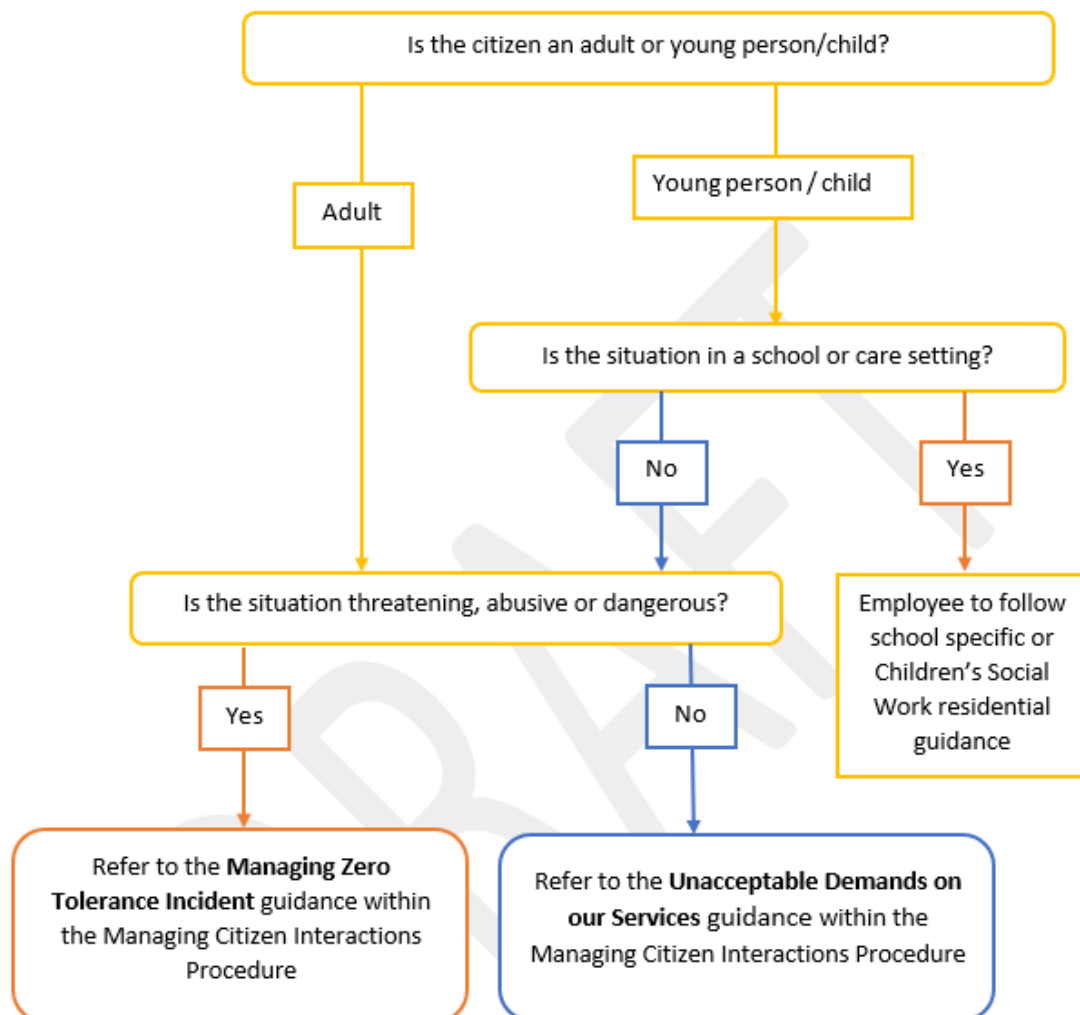 Is the citizen an adult or young person/child?
Adult
Young person / child
Is the situation in a school or care setting?
No
Yes
Is the situation threatening, abusive or dangerous?
Employee to follow
school specific or
Children’s Social
Work residential
guidance
Yes
No
Refer to the Managing Zero
Tolerance Incident guidance within
the Managing Citizen Interactions
Procedure
Refer to the Unacceptable Demands on
our Services guidance within the
Managing Citizen Interactions Procedure
DRAFT